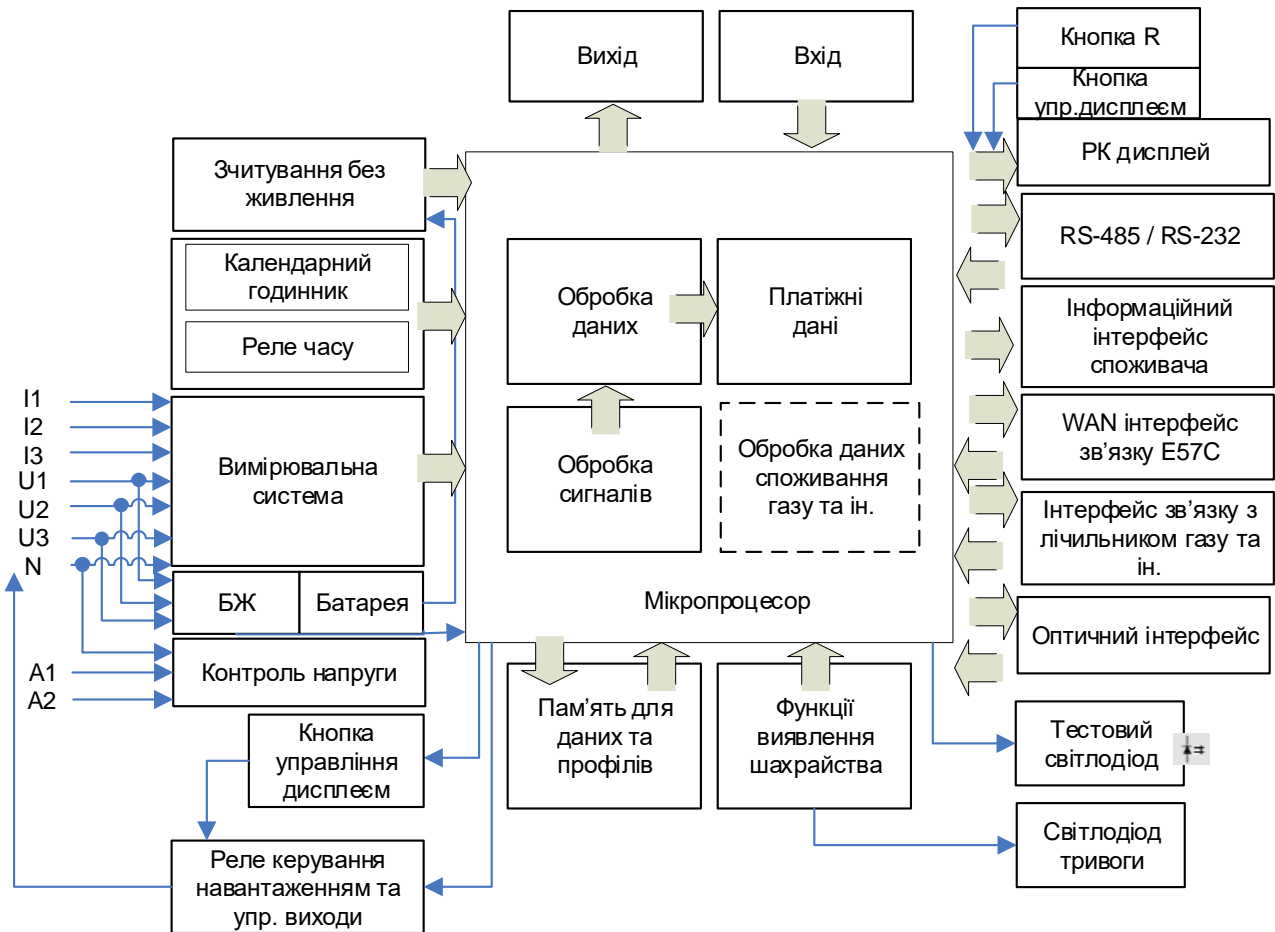 Вихід
Вхід
Кнопка R
Кнопка
упр.дисплеєм
РК дисплей
Зчитування без
живлення
RS-485 / RS-232
Календарний
годинник
Реле часу
Обробка
даних
Платіжні
дані
Інформаційний
інтерфейс
споживача
I1
I2
I3
U1
U2
U3
N
Вимірювальна
система
Обробка
сигналів
Обробка даних
споживання
газу та ін.
WAN інтерфейс
зв’язку E57C
Інтерфейс зв’язку з
лічильником газу та
ін.
БЖ
Батарея
Мікропроцесор
Оптичний інтерфейс
A1
A2
Контроль напруги
Пам’ять для
даних та
профілів
Функції
виявлення
шахрайства
Тестовий
світлодіод
Кнопка
управління
дисплеєм
Світлодіод
тривоги
Реле керування
навантаженням та
упр. виходи